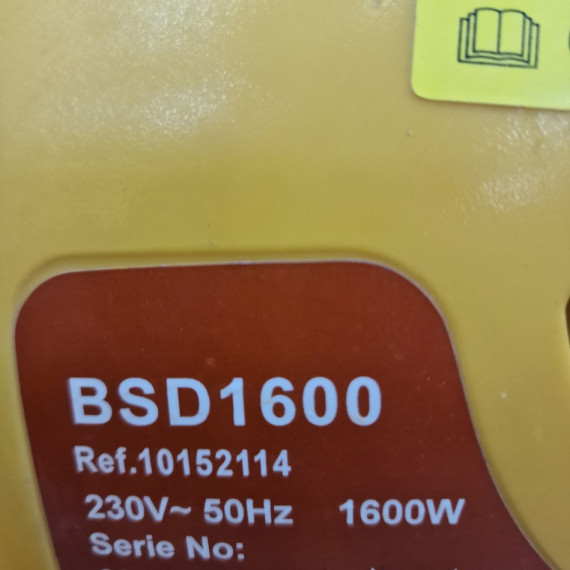 BSD1600
Ref.10152114
230V~ 50Hz 1600W
Serie No: